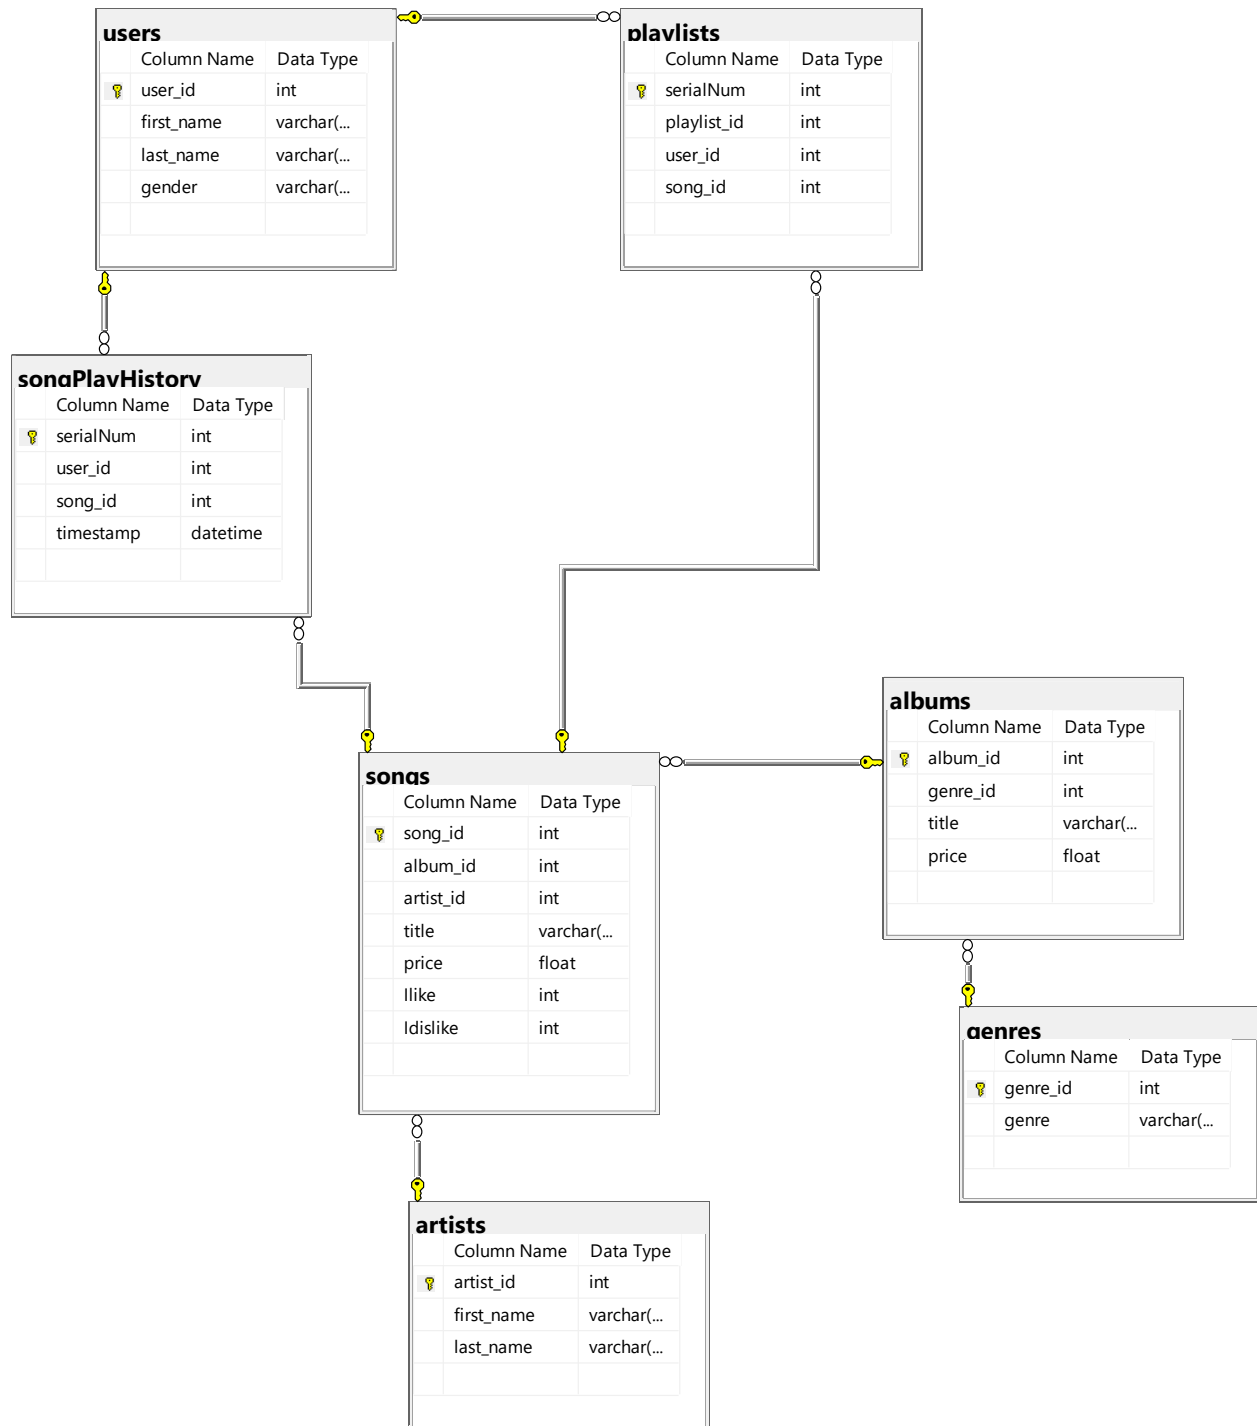 users
Column Name Data Type
user_id int
first_name varchar(...
last_name varchar(...
gender varchar(...
playlists
Column Name Data Type
serialNum int
playlist_id int
user_id int
song_id int
songPlayHistory
Column Name Data Type
serialNum int
user_id int
song_id int
timestamp datetime
albums
Column Name Data Type
album_id int
genre_id int
title varchar(...
price float
songs
Column Name Data Type
song_id int
album_id int
artist_id int
title varchar(...
price float
Ilike int
Idislike int
genres
Column Name Data Type
genre_id int
genre varchar(...
artists
Column Name Data Type
artist_id int
first_name varchar(...
last_name varchar(...